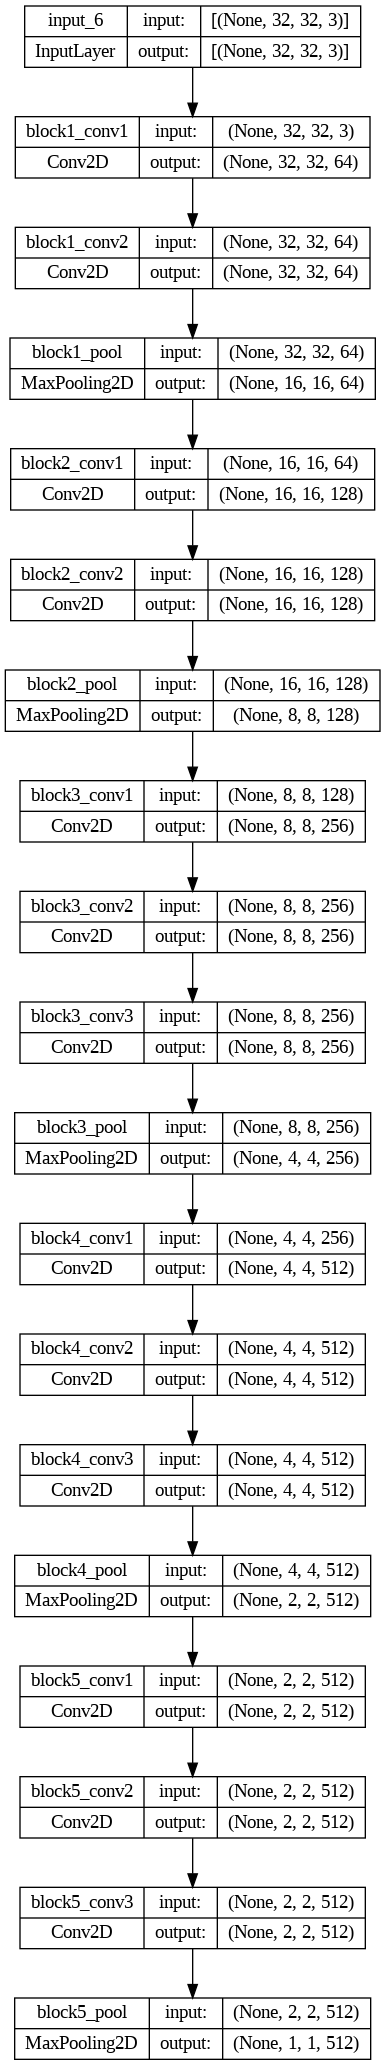 input_6 input: [(None, 32, 32, 3)]
InputLayer output: [(None, 32, 32, 3)]
block1_conv1 input: (None, 32, 32, 3)
Conv2D output: (None, 32, 32, 64)
block1_conv2 input: (None, 32, 32, 64)
Conv2D output: (None, 32, 32, 64)
block1_pool input: (None, 32, 32, 64)
MaxPooling2D output: (None, 16, 16, 64)
block2_conv1 input: (None, 16, 16, 64)
Conv2D output: (None, 16, 16, 128)
block2_conv2 input: (None, 16, 16, 128)
Conv2D output: (None, 16, 16, 128)
block2_pool input: (None, 16, 16, 128)
MaxPooling2D output: (None, 8, 8, 128)
block3_conv1 input: (None, 8, 8, 128)
Conv2D output: (None, 8, 8, 256)
block3_conv2 input: (None, 8, 8, 256)
Conv2D output: (None, 8, 8, 256)
block3_conv3 input: (None, 8, 8, 256)
Conv2D output: (None, 8, 8, 256)
block3_pool input: (None, 8, 8, 256)
MaxPooling2D output: (None, 4, 4, 256)
block4_conv1 input: (None, 4, 4, 256)
Conv2D output: (None, 4, 4, 512)
block4_conv2 input: (None, 4, 4, 512)
Conv2D output: (None, 4, 4, 512)
block4_conv3 input: (None, 4, 4, 512)
Conv2D output: (None, 4, 4, 512)
block4_pool input: (None, 4, 4, 512)
MaxPooling2D output: (None, 2, 2, 512)
block5_conv1 input: (None, 2, 2, 512)
Conv2D output: (None, 2, 2, 512)
block5_conv2 input: (None, 2, 2, 512)
Conv2D output: (None, 2, 2, 512)
block5_conv3 input: (None, 2, 2, 512)
Conv2D output: (None, 2, 2, 512)
block5_pool input: (None, 2, 2, 512)
MaxPooling2D output: (None, 1, 1, 512)